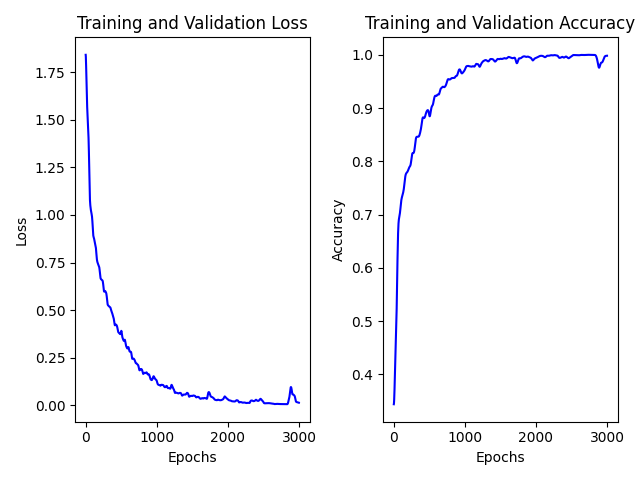 Training and Validation Loss
1.75
1.50
1.25
1.00
0.75
0.50
0.25
0.00
Loss
0 1000 2000 3000
Epochs
Training and Validation Accuracy
1.0
0.9
0.8
0.7
0.6
0.5
0.4
Accuracy
0 1000 2000 3000
Epochs